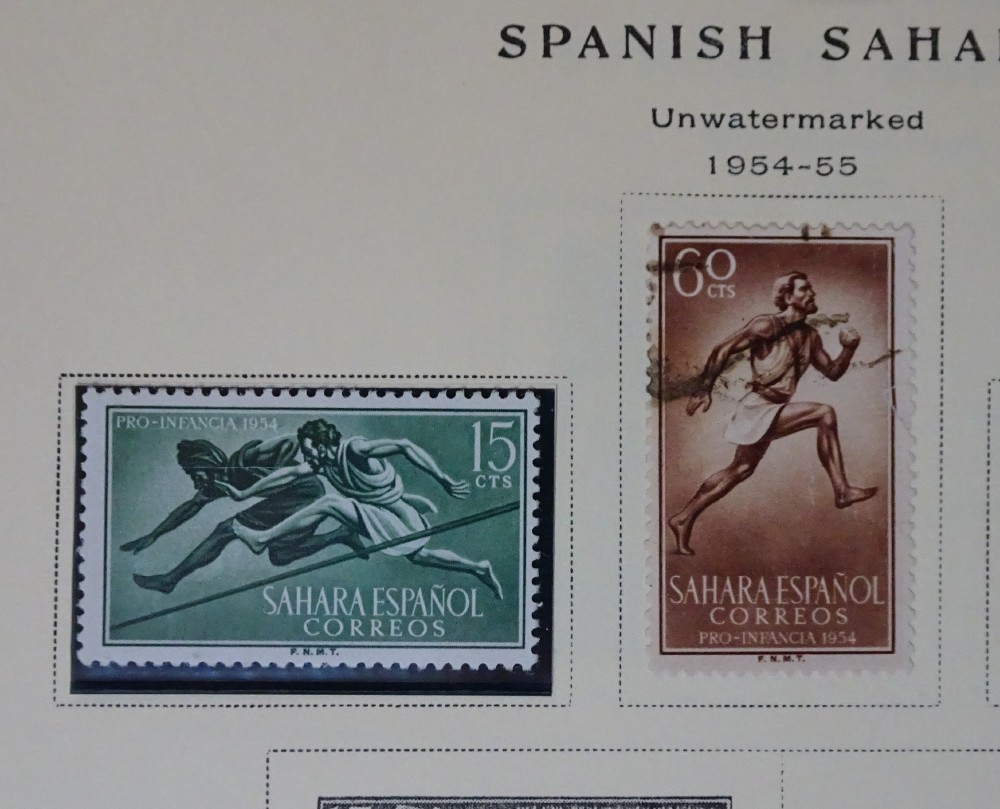 SPANISH
Unwatermarked
1954-55
PRO-INFANCIA 1954
15
CTS
SAHARA ESPAÑOL
CORREOS
F.N.M.T.
60
CTS
SAHARA ESPAÑOL
CORREOS
PRO-INFANCIA 1954
F.N.M.T.